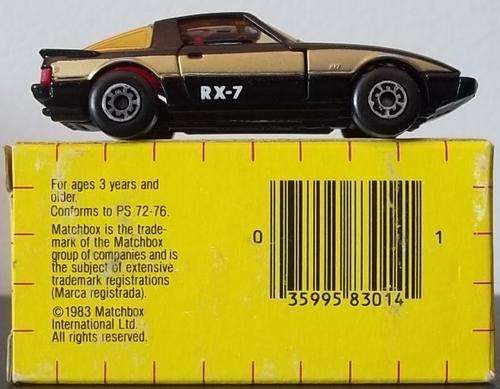 RX-7
For ages 3 years and
older.
Conforms to PS 72-76.
Matchbox is the trade-
mark of the Matchbox
group of companies and is
the subject of extensive
trademark registrations
(Marca registrada).
©1983 Matchbox
International Ltd.
All rights reserved.
0 35995 83014 1